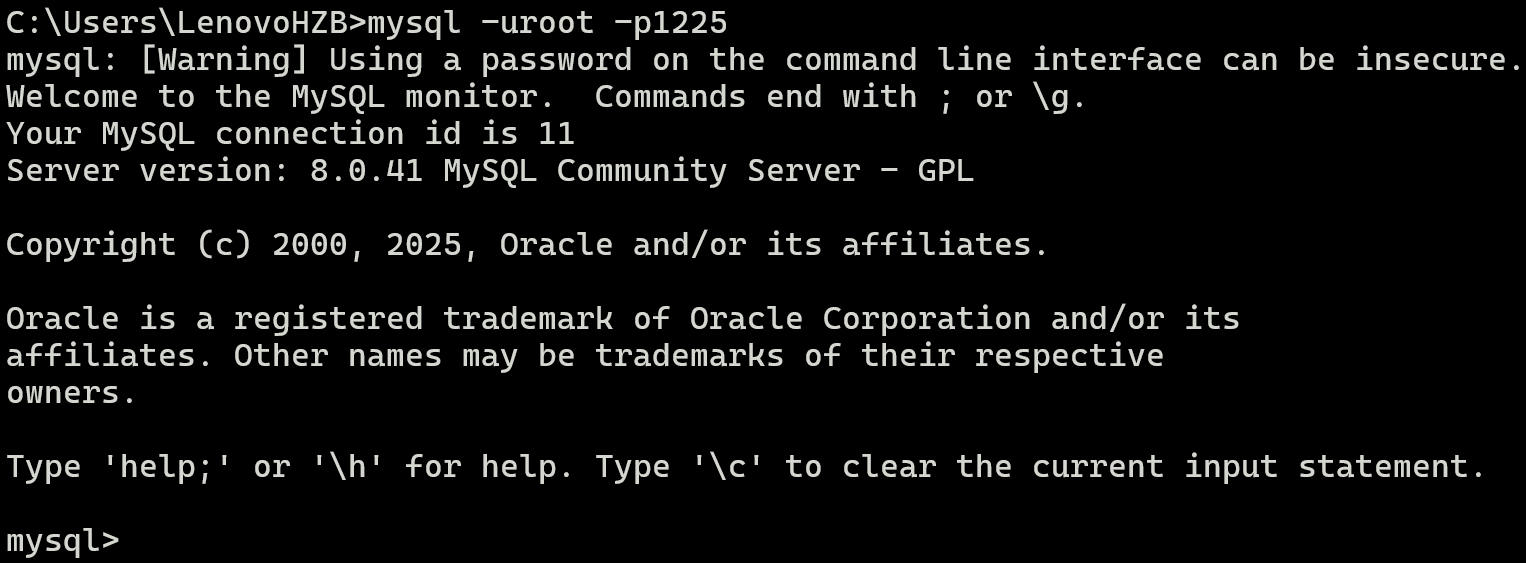 C:\Users\LenovoHZB>mysql -uroot -p1225
mysql: [Warning] Using a password on the command line interface can be insecure.
Welcome to the MySQL monitor.  Commands end with ; or \g.
Your MySQL connection id is 11
Server version: 8.0.41 MySQL Community Server - GPL

Copyright (c) 2000, 2025, Oracle and/or its affiliates.

Oracle is a registered trademark of Oracle Corporation and/or its
affiliates. Other names may be trademarks of their respective
owners.

Type 'help;' or '\h' for help. Type '\c' to clear the current input statement.

mysql>